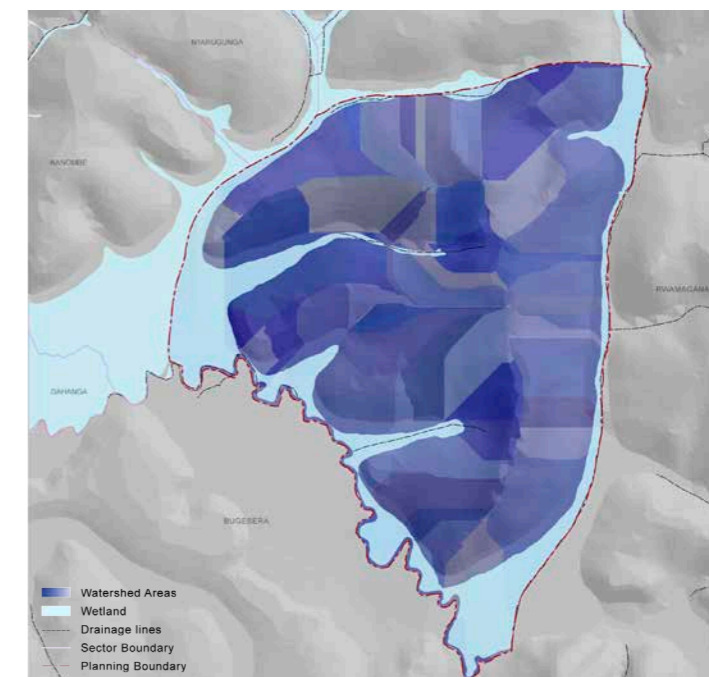 NYARUGUNGA
KANOMBE
RWAMAGANA
GAHANGA
BUGESERA
Watershed Areas
Wetland
Drainage lines
Sector Boundary
Planning Boundary